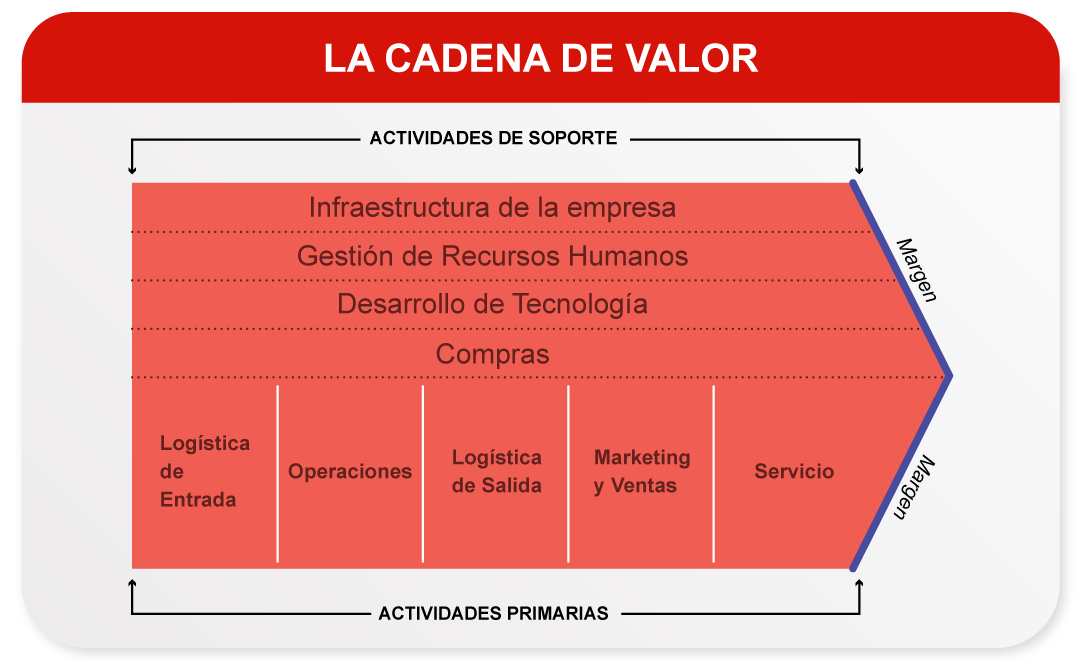 LA CADENA DE VALOR
ACTIVIDADES DE SOPORTE
Infraestructura de la empresa
Gestión de Recursos Humanos
Desarrollo de Tecnología
Compras
Margen
Logística
de
Entrada
Operaciones
Logística
de Salida
Marketing
y Ventas
Servicio
Margen
ACTIVIDADES PRIMARIAS